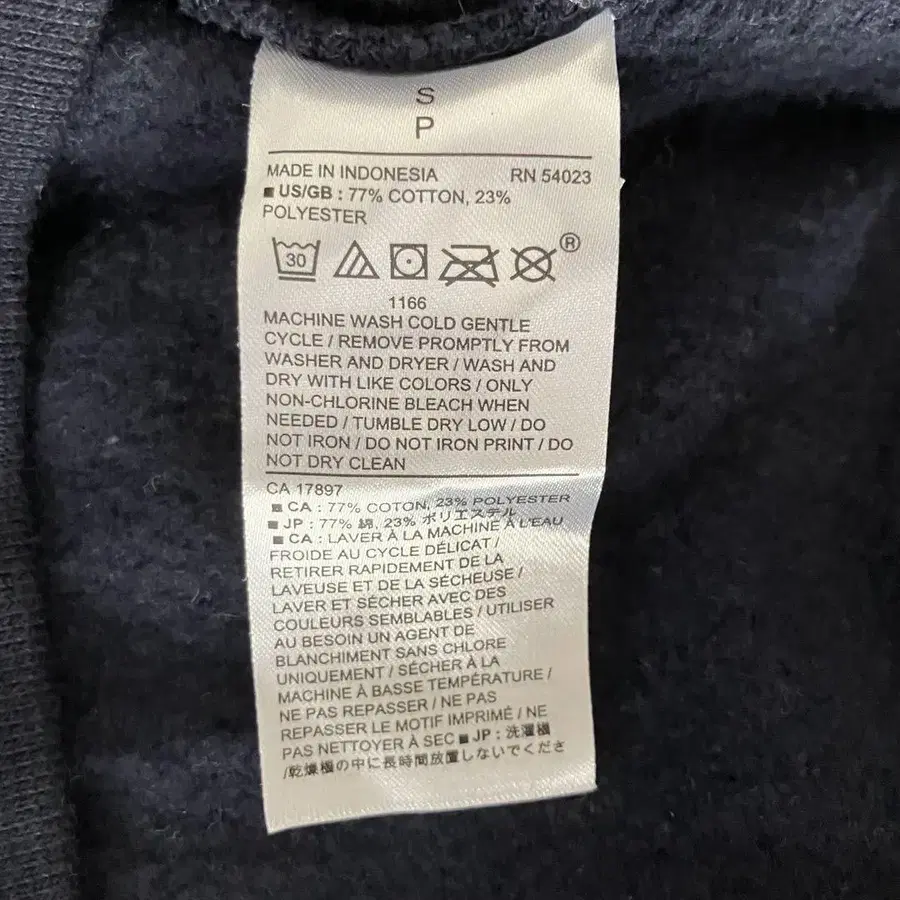 S
P
MADE IN INDONESIA RN 54023
■ US/GB : 77% COTTON, 23%
POLYESTER
30 ®
1166
MACHINE WASH COLD GENTLE
CYCLE / REMOVE PROMPTLY FROM
WASHER AND DRYER / WASH AND
DRY WITH LIKE COLORS / ONLY
NON-CHLORINE BLEACH WHEN
NEEDED / TUMBLE DRY LOW / DO
NOT IRON / DO NOT IRON PRINT / DO
NOT DRY CLEAN
CA 17897
■ CA : 77% COTON, 23% POLYESTER
■ JP : 77% 綿, 23% ポリエステル
■ CA : LAVER À LA MACHINE À L'EAU
FROIDE AU CYCLE DÉLICAT /
RETIRER RAPIDEMENT DE LA
LAVEUSE ET DE LA SÉCHEUSE /
LAVER ET SÉCHER AVEC DES
COULEURS SEMBLABLES / UTILISER
AU BESOIN UN AGENT DE
BLANCHIMENT SANS CHLORE
UNIQUEMENT / SÉCHER À LA
MACHINE À BASSE TEMPÉRATURE /
NE PAS REPASSER / NE PAS
REPASSER LE MOTIF IMPRIMÉ / NE
PAS NETTOYER À SEC ■ JP : 洗濯機
/乾燥機の中に長時間放置しないでくださ